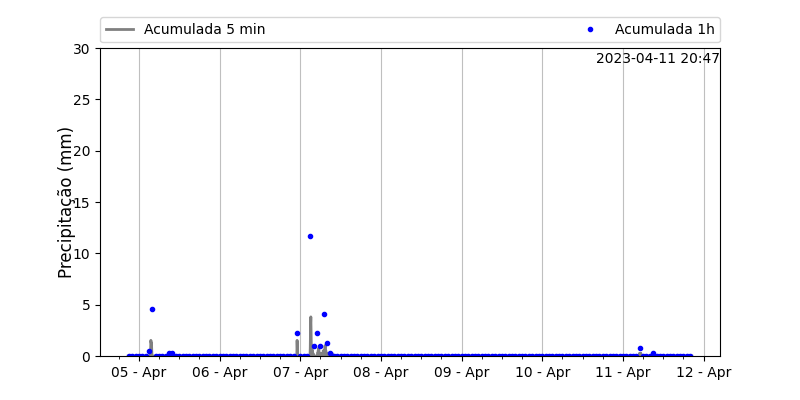 Acumulada 5 min
Acumulada 1h
2023-04-11 20:47
Precipitação (mm)
30
25
20
15
10
5
0
05 - Apr 06 - Apr 07 - Apr 08 - Apr 09 - Apr 10 - Apr 11 - Apr 12 - Apr